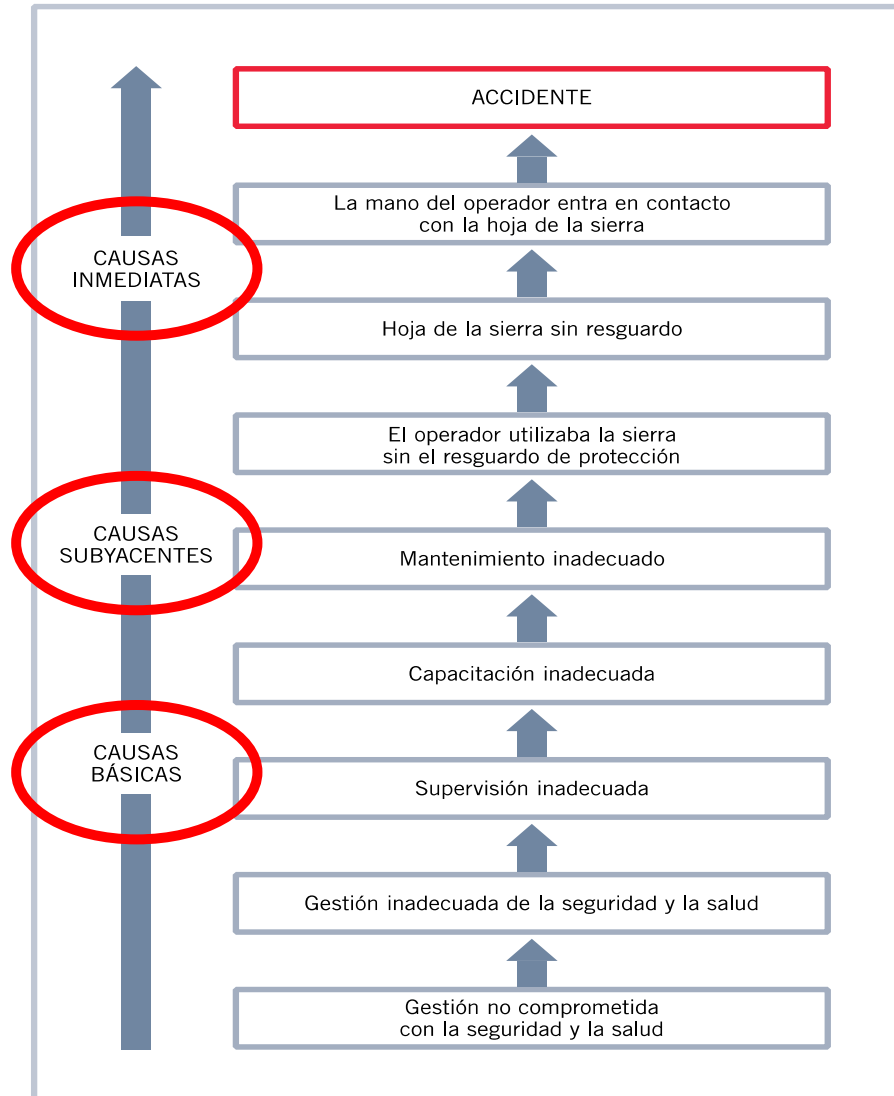 ACCIDENTE
La mano del operador entra en contacto
con la hoja de la sierra
CAUSAS
INMEDIATAS
Hoja de la sierra sin resguardo
El operador utilizaba la sierra
sin el resguardo de protección
CAUSAS
SUBYACENTES
Mantenimiento inadecuado
Capacitación inadecuada
CAUSAS
BÁSICAS
Supervisión inadecuada
Gestión inadecuada de la seguridad y la salud
Gestión no comprometida
con la seguridad y la salud